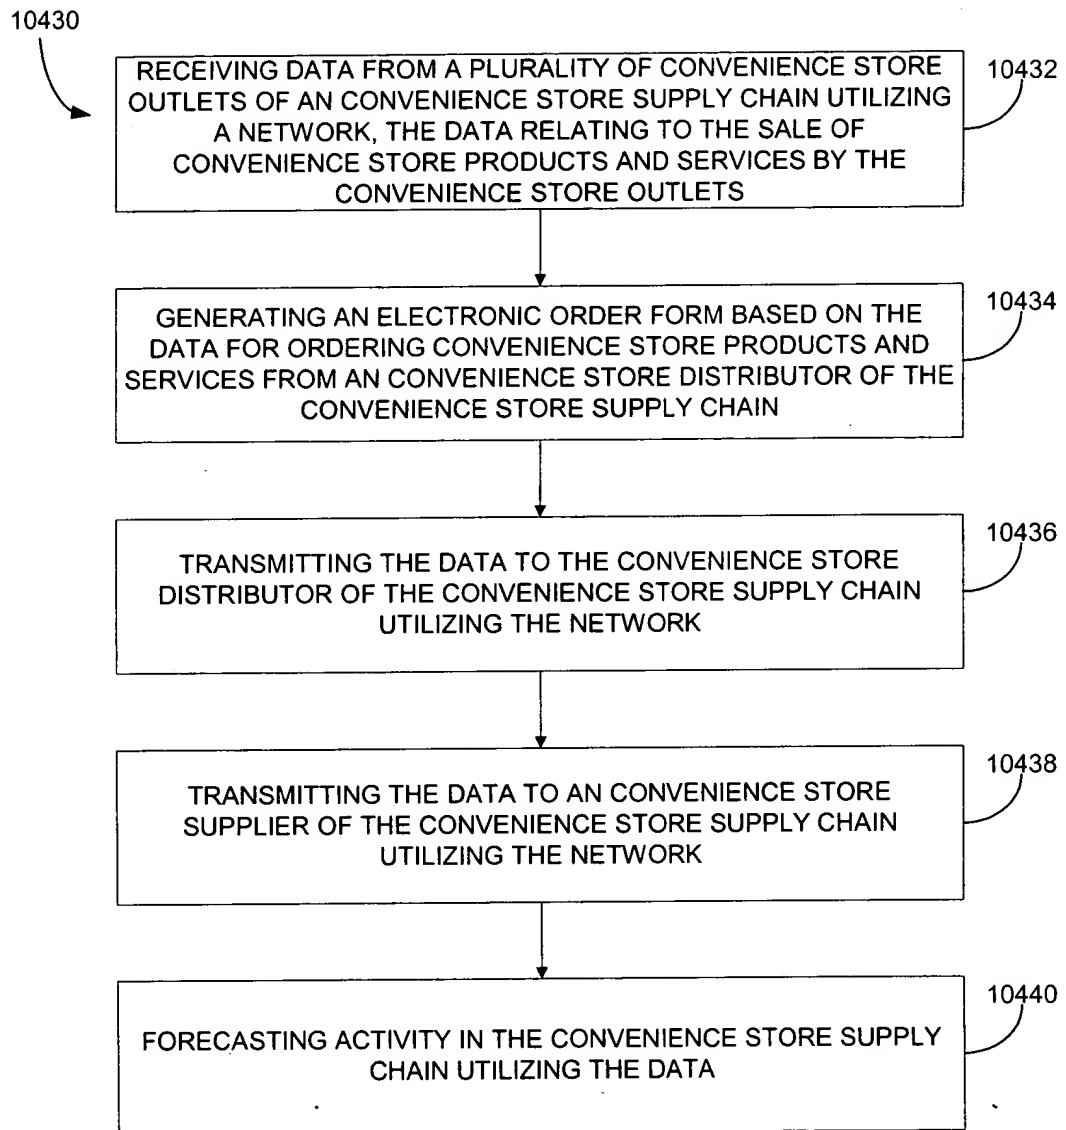 10430
RECEIVING DATA FROM A PLURALITY OF CONVENIENCE STORE
OUTLETS OF AN CONVENIENCE STORE SUPPLY CHAIN UTILIZING
A NETWORK, THE DATA RELATING TO THE SALE OF
CONVENIENCE STORE PRODUCTS AND SERVICES BY THE
CONVENIENCE STORE OUTLETS
10432
GENERATING AN ELECTRONIC ORDER FORM BASED ON THE
DATA FOR ORDERING CONVENIENCE STORE PRODUCTS AND
SERVICES FROM AN CONVENIENCE STORE DISTRIBUTOR OF THE
CONVENIENCE STORE SUPPLY CHAIN
10434
TRANSMITTING THE DATA TO THE CONVENIENCE STORE
DISTRIBUTOR OF THE CONVENIENCE STORE SUPPLY CHAIN
UTILIZING THE NETWORK
10436
TRANSMITTING THE DATA TO AN CONVENIENCE STORE
SUPPLIER OF THE CONVENIENCE STORE SUPPLY CHAIN
UTILIZING THE NETWORK
10438
FORECASTING ACTIVITY IN THE CONVENIENCE STORE SUPPLY
CHAIN UTILIZING THE DATA
10440